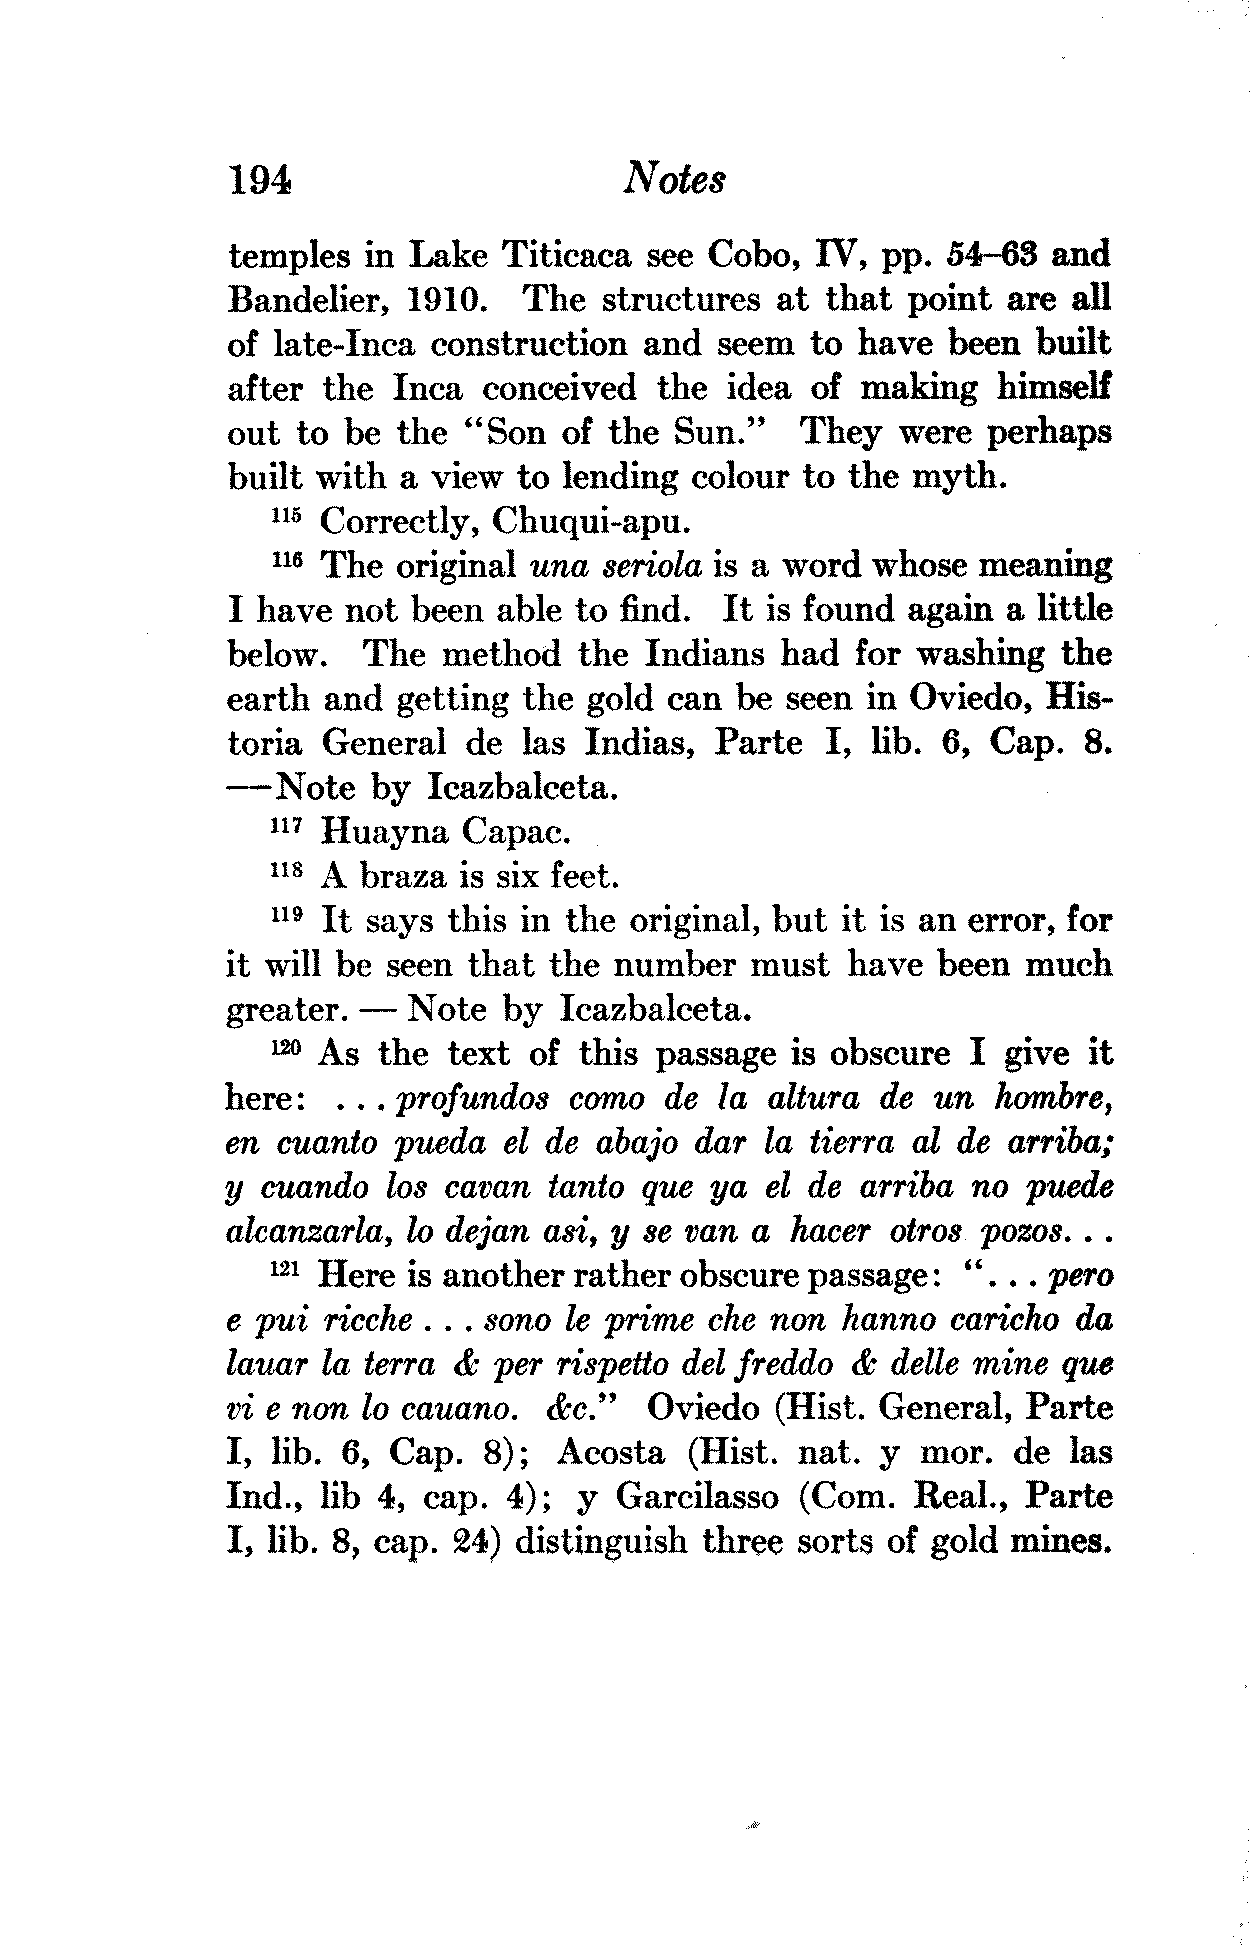 194 Notes
temples in Lake Titicaca see Cobo, IV, pp. 54–63 and
Bandelier, 1910. The structures at that point are all
of late-Inca construction and seem to have been built
after the Inca conceived the idea of making himself
out to be the “Son of the Sun.” They were perhaps
built with a view to lending colour to the myth.
¹¹⁵ Correctly, Chuqui-apu.
¹¹⁶ The original una seriola is a word whose meaning
I have not been able to find. It is found again a little
below. The method the Indians had for washing the
earth and getting the gold can be seen in Oviedo, His-
toria General de las Indias, Parte I, lib. 6, Cap. 8.
—Note by Icazbalceta.
¹¹⁷ Huayna Capac.
¹¹⁸ A braza is six feet.
¹¹⁹ It says this in the original, but it is an error, for
it will be seen that the number must have been much
greater. — Note by Icazbalceta.
¹²⁰ As the text of this passage is obscure I give it
here: . . . profundos como de la altura de un hombre,
en cuanto pueda el de abajo dar la tierra al de arriba;
y cuando los cavan tanto que ya el de arriba no puede
alcanzarla, lo dejan asi, y se van a hacer otros pozos. . .
¹²¹ Here is another rather obscure passage: “. . . pero
e pui ricche . . . sono le prime che non hanno caricho da
lauar la terra & per rispetto del freddo & delle mine que
vi e non lo cauano. &c.” Oviedo (Hist. General, Parte
I, lib. 6, Cap. 8); Acosta (Hist. nat. y mor. de las
Ind., lib 4, cap. 4); y Garcilasso (Com. Real., Parte
I, lib. 8, cap. 24) distinguish three sorts of gold mines.